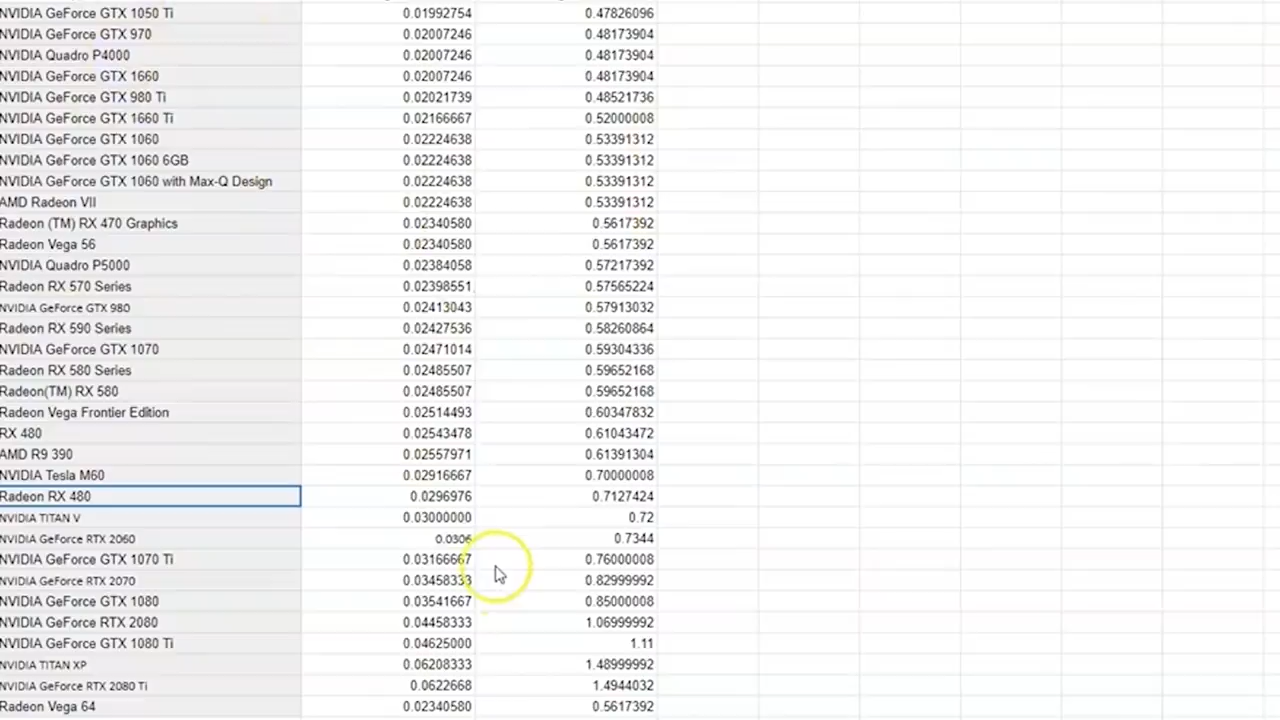 NVIDIA GeForce GTX 1050 Ti 0.01992754 0.47826096
NVIDIA GeForce GTX 970 0.02007246 0.48173904
NVIDIA Quadro P4000 0.02007246 0.48173904
NVIDIA GeForce GTX 1660 0.02007246 0.48173904
NVIDIA GeForce GTX 980 Ti 0.02021739 0.48521736
NVIDIA GeForce GTX 1660 Ti 0.02166667 0.52000008
NVIDIA GeForce GTX 1060 0.02224638 0.53391312
NVIDIA GeForce GTX 1060 6GB 0.02224638 0.53391312
NVIDIA GeForce GTX 1060 with Max-Q Design 0.02224638 0.53391312
AMD Radeon VII 0.02224638 0.53391312
Radeon (TM) RX 470 Graphics 0.02340580 0.5617392
Radeon Vega 56 0.02340580 0.5617392
NVIDIA Quadro P5000 0.02384058 0.57217392
Radeon RX 570 Series 0.02398551 0.57565224
NVIDIA GeForce GTX 980 0.02413043 0.57913032
Radeon RX 590 Series 0.02427536 0.58260864
NVIDIA GeForce GTX 1070 0.02471014 0.59304336
Radeon RX 580 Series 0.02485507 0.59652168
Radeon(TM) RX 580 0.02485507 0.59652168
Radeon Vega Frontier Edition 0.02514493 0.60347832
RX 480 0.02543478 0.61043472
AMD R9 390 0.02557971 0.61391304
NVIDIA Tesla M60 0.02916667 0.70000008
Radeon RX 480 0.0296976 0.7127424
NVIDIA TITAN V 0.03000000 0.72
NVIDIA GeForce RTX 2060 0.0306 0.7344
NVIDIA GeForce GTX 1070 Ti 0.03166667 0.76000008
NVIDIA GeForce RTX 2070 0.03458333 0.82999992
NVIDIA GeForce GTX 1080 0.03541667 0.85000008
NVIDIA GeForce RTX 2080 0.04458333 1.06999992
NVIDIA GeForce GTX 1080 Ti 0.04625000 1.11
NVIDIA TITAN XP 0.06208333 1.48999992
NVIDIA GeForce RTX 2080 Ti 0.0622668 1.4944032
Radeon Vega 64 0.02340580 0.5617392